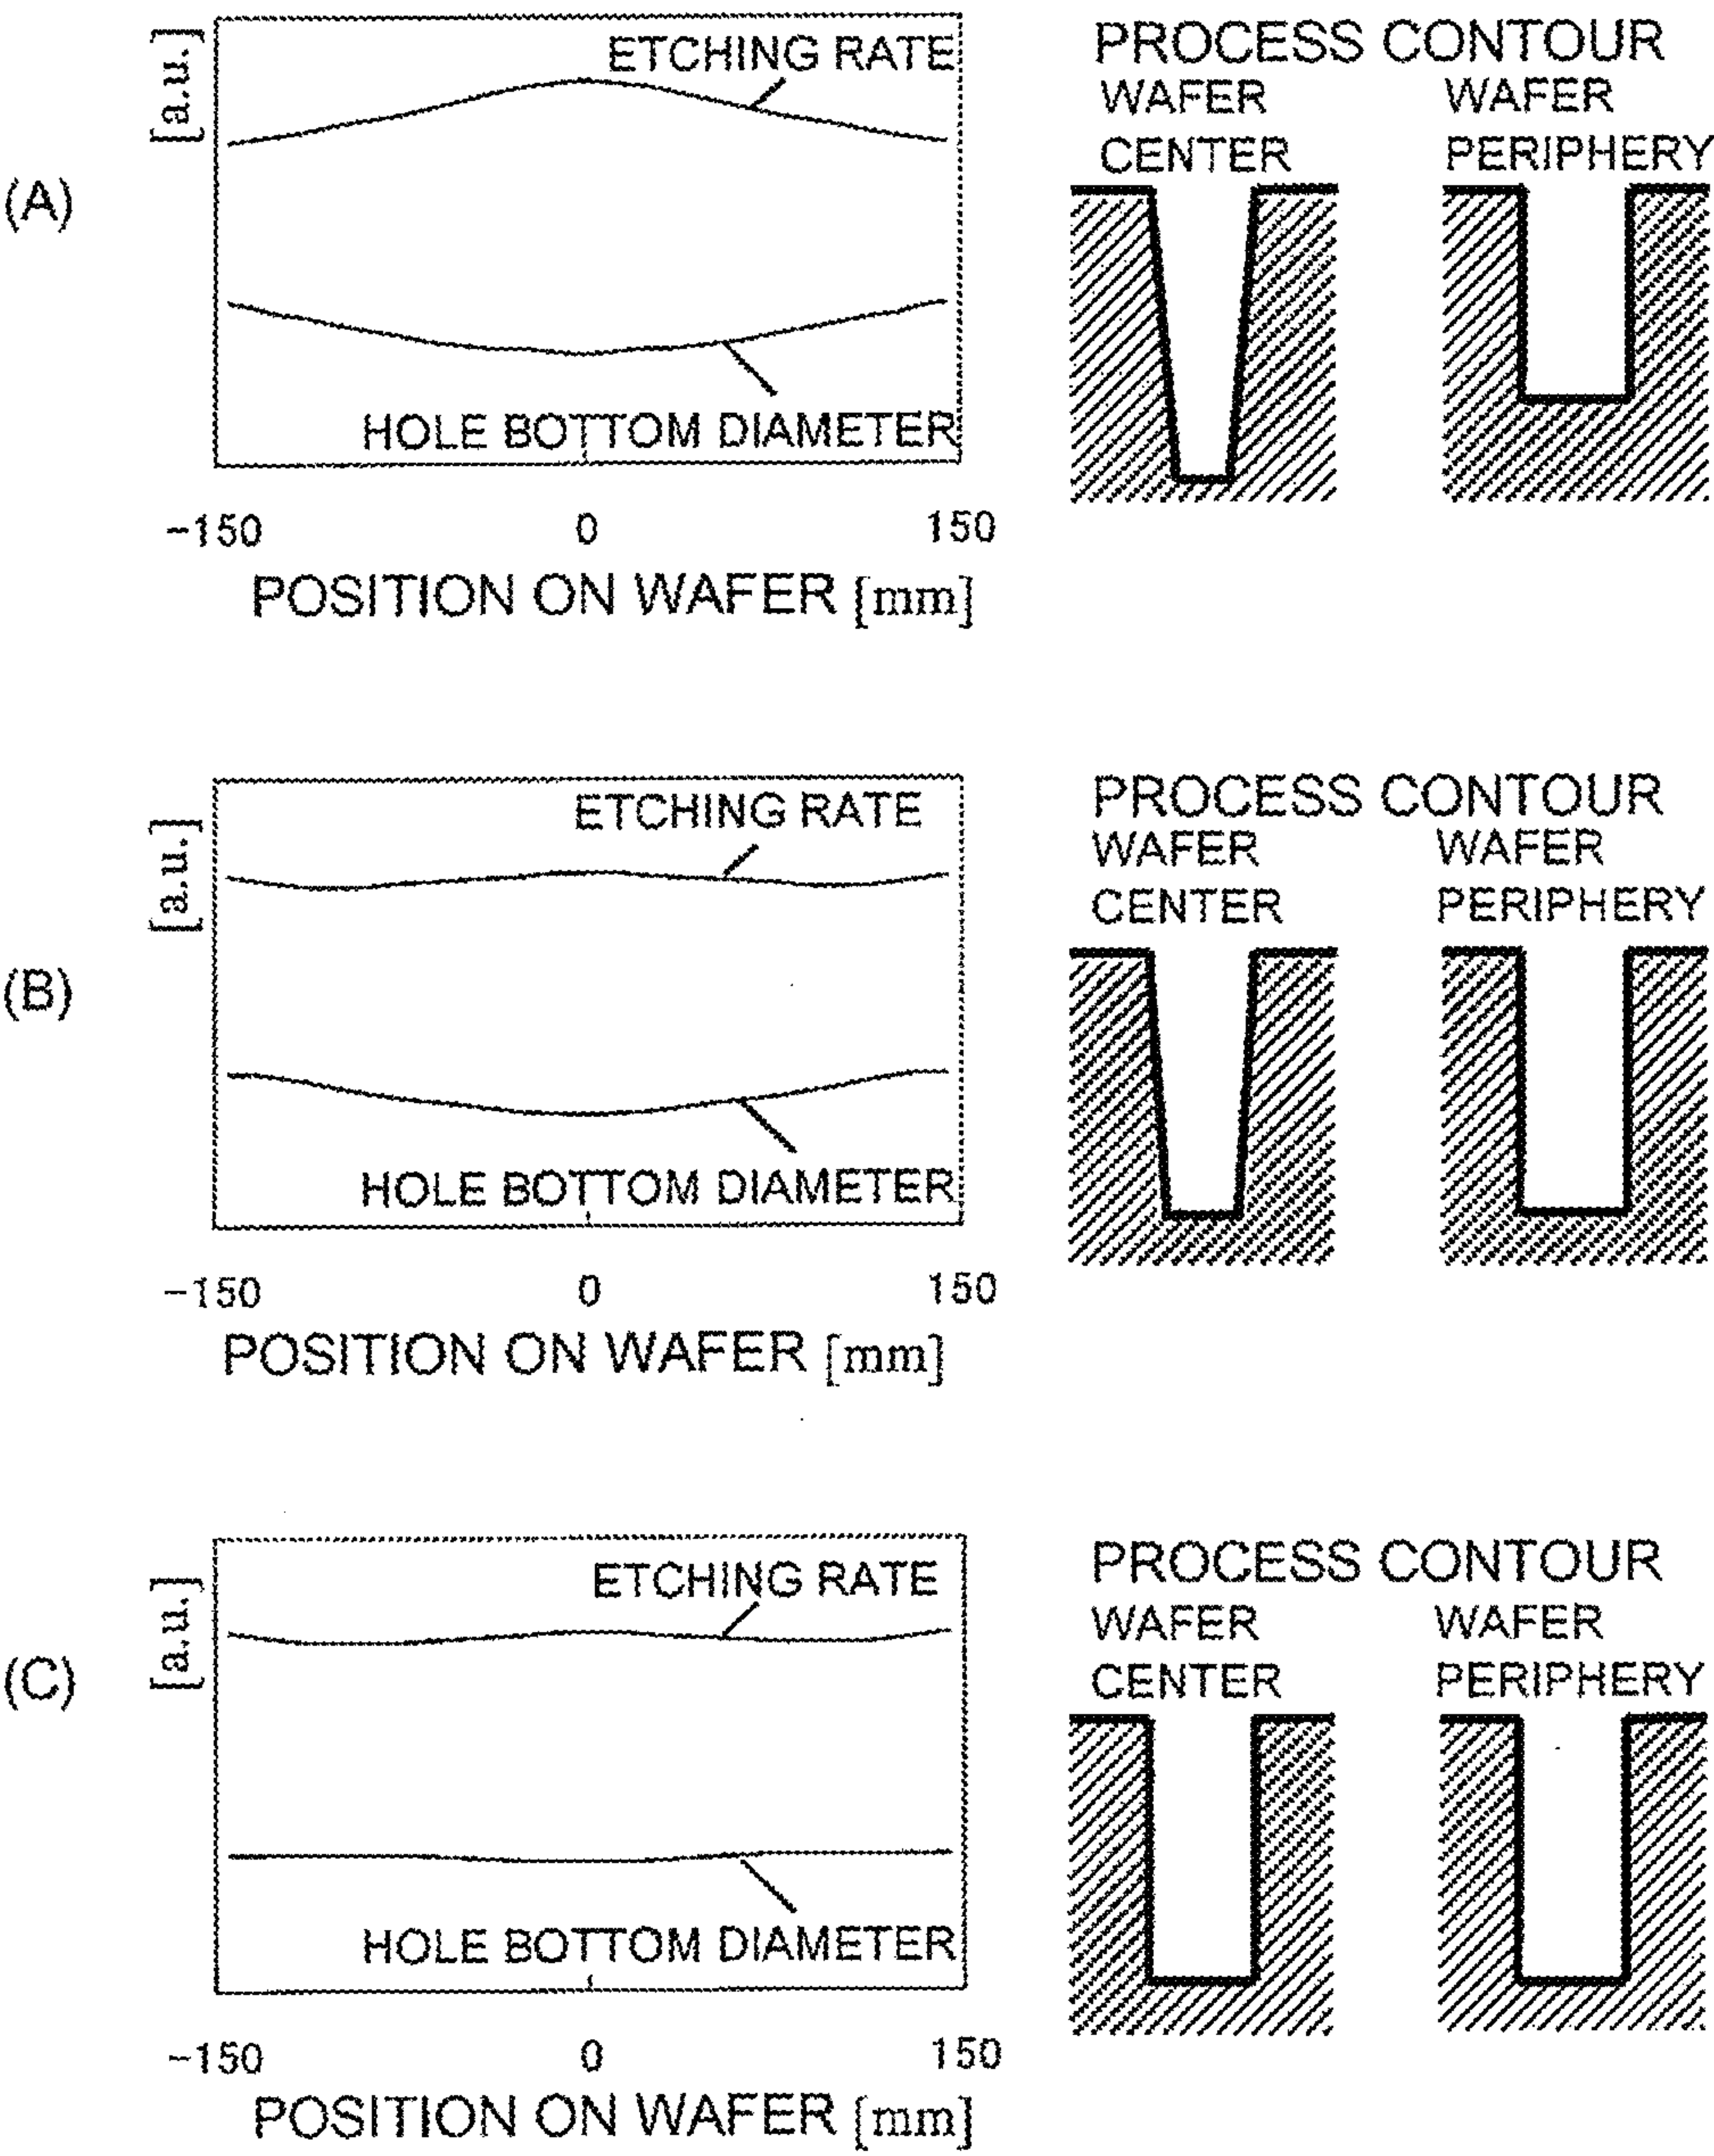 (A)
[a.u.]
ETCHING RATE
HOLE BOTTOM DIAMETER
-150 0 150
POSITION ON WAFER [mm]
PROCESS CONTOUR
WAFER CENTER
WAFER PERIPHERY
(B)
[a.u.]
ETCHING RATE
HOLE BOTTOM DIAMETER
-150 0 150
POSITION ON WAFER [mm]
PROCESS CONTOUR
WAFER CENTER
WAFER PERIPHERY
(C)
[a.u.]
ETCHING RATE
HOLE BOTTOM DIAMETER
-150 0 150
POSITION ON WAFER [mm]
PROCESS CONTOUR
WAFER CENTER
WAFER PERIPHERY